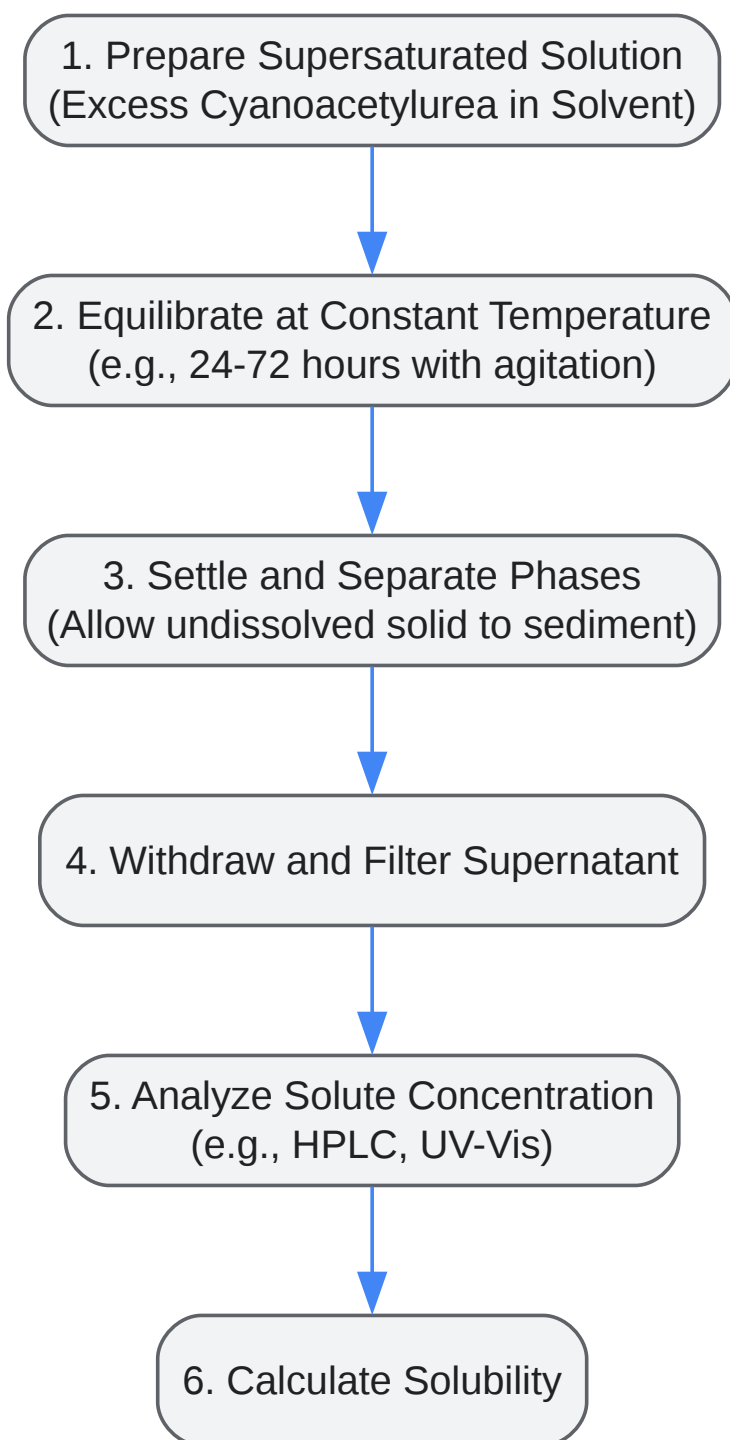 1. Prepare Supersaturated Solution
(Excess Cyanoacetylurea in Solvent)
2. Equilibrate at Constant Temperature
(e.g., 24-72 hours with agitation)
3. Settle and Separate Phases
(Allow undissolved solid to sediment)
4. Withdraw and Filter Supernatant
5. Analyze Solute Concentration
(e.g., HPLC, UV-Vis)
6. Calculate Solubility